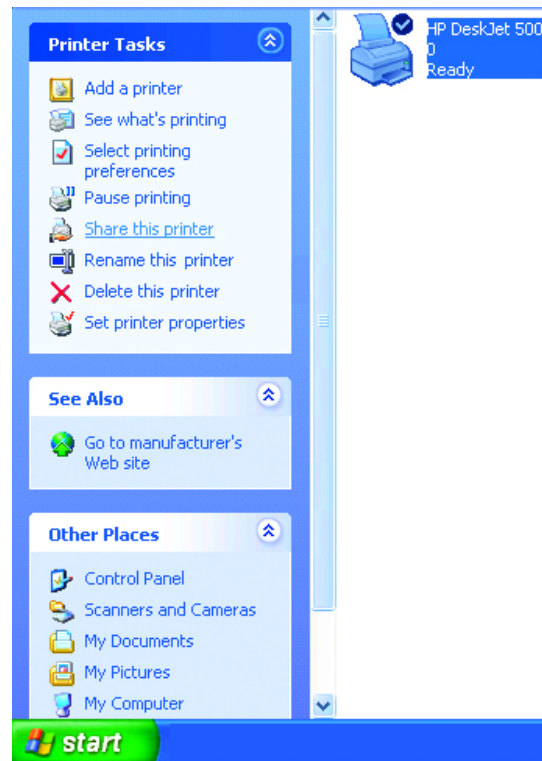 Printer Tasks
Add a printer
See what's printing
Select printing
preferences
Pause printing
Share this printer
Rename this printer
Delete this printer
Set printer properties
See Also
Go to manufacturer's
Web site
Other Places
Control Panel
Scanners and Cameras
My Documents
My Pictures
My Computer
start
HP DeskJet 500
0
Ready